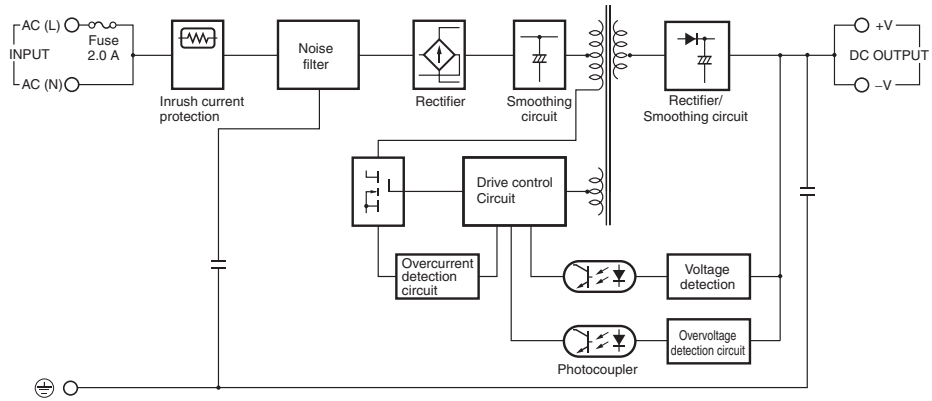 AC (L)
INPUT
AC (N)
Fuse
2.0 A
Inrush current
protection
Noise
filter
Rectifier
Smoothing
circuit
Rectifier/
Smoothing circuit
+V
DC OUTPUT
–V
Drive control
Circuit
Overcurrent
detection
circuit
Voltage
detection
Overvoltage
detection circuit
Photocoupler